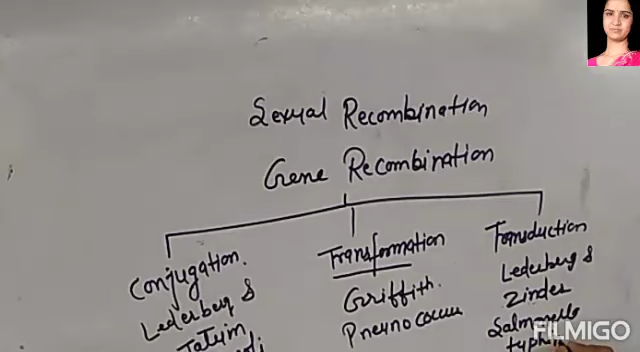 Sexual Recombination
Gene Recombination
Conjugation.
Lederberg &
Tatum
Transformation
Griffith.
Pneumococcus
Transduction
Lederberg &
Zinder
Salmonella
FILMIGO